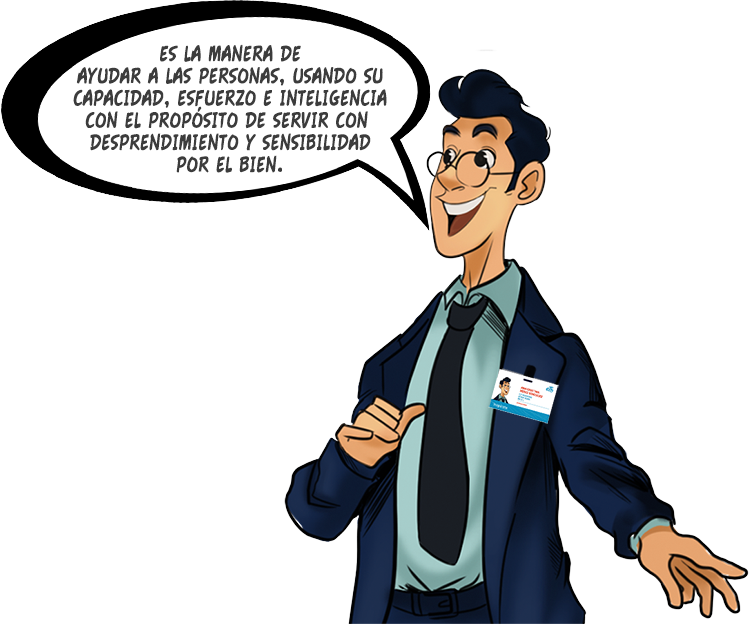 ES LA MANERA DE
AYUDAR A LAS PERSONAS, USANDO SU
CAPACIDAD, ESFUERZO E INTELIGENCIA
CON EL PROPÓSITO DE SERVIR CON
DESPRENDIMIENTO Y SENSIBILIDAD
POR EL BIEN.